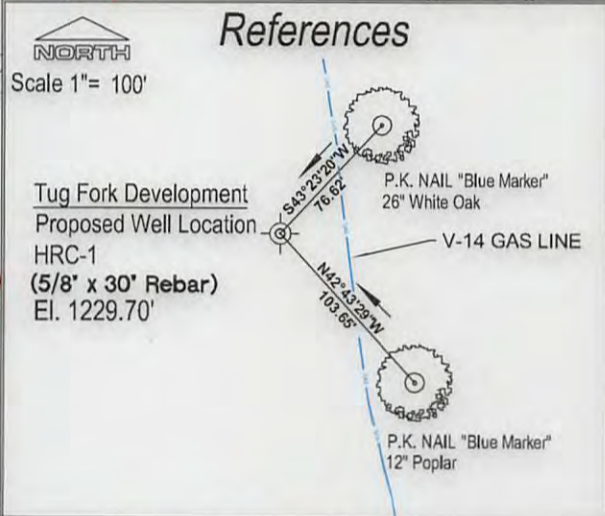 References
NORTH
Scale 1"= 100'
S43°23'20"W
76.62'
P.K. NAIL "Blue Marker"
26" White Oak
Tug Fork Development
Proposed Well Location
HRC-1
(5/8" x 30" Rebar)
El. 1229.70'
V-14 GAS LINE
N42°43'29"W
103.65'
P.K. NAIL "Blue Marker"
12" Poplar